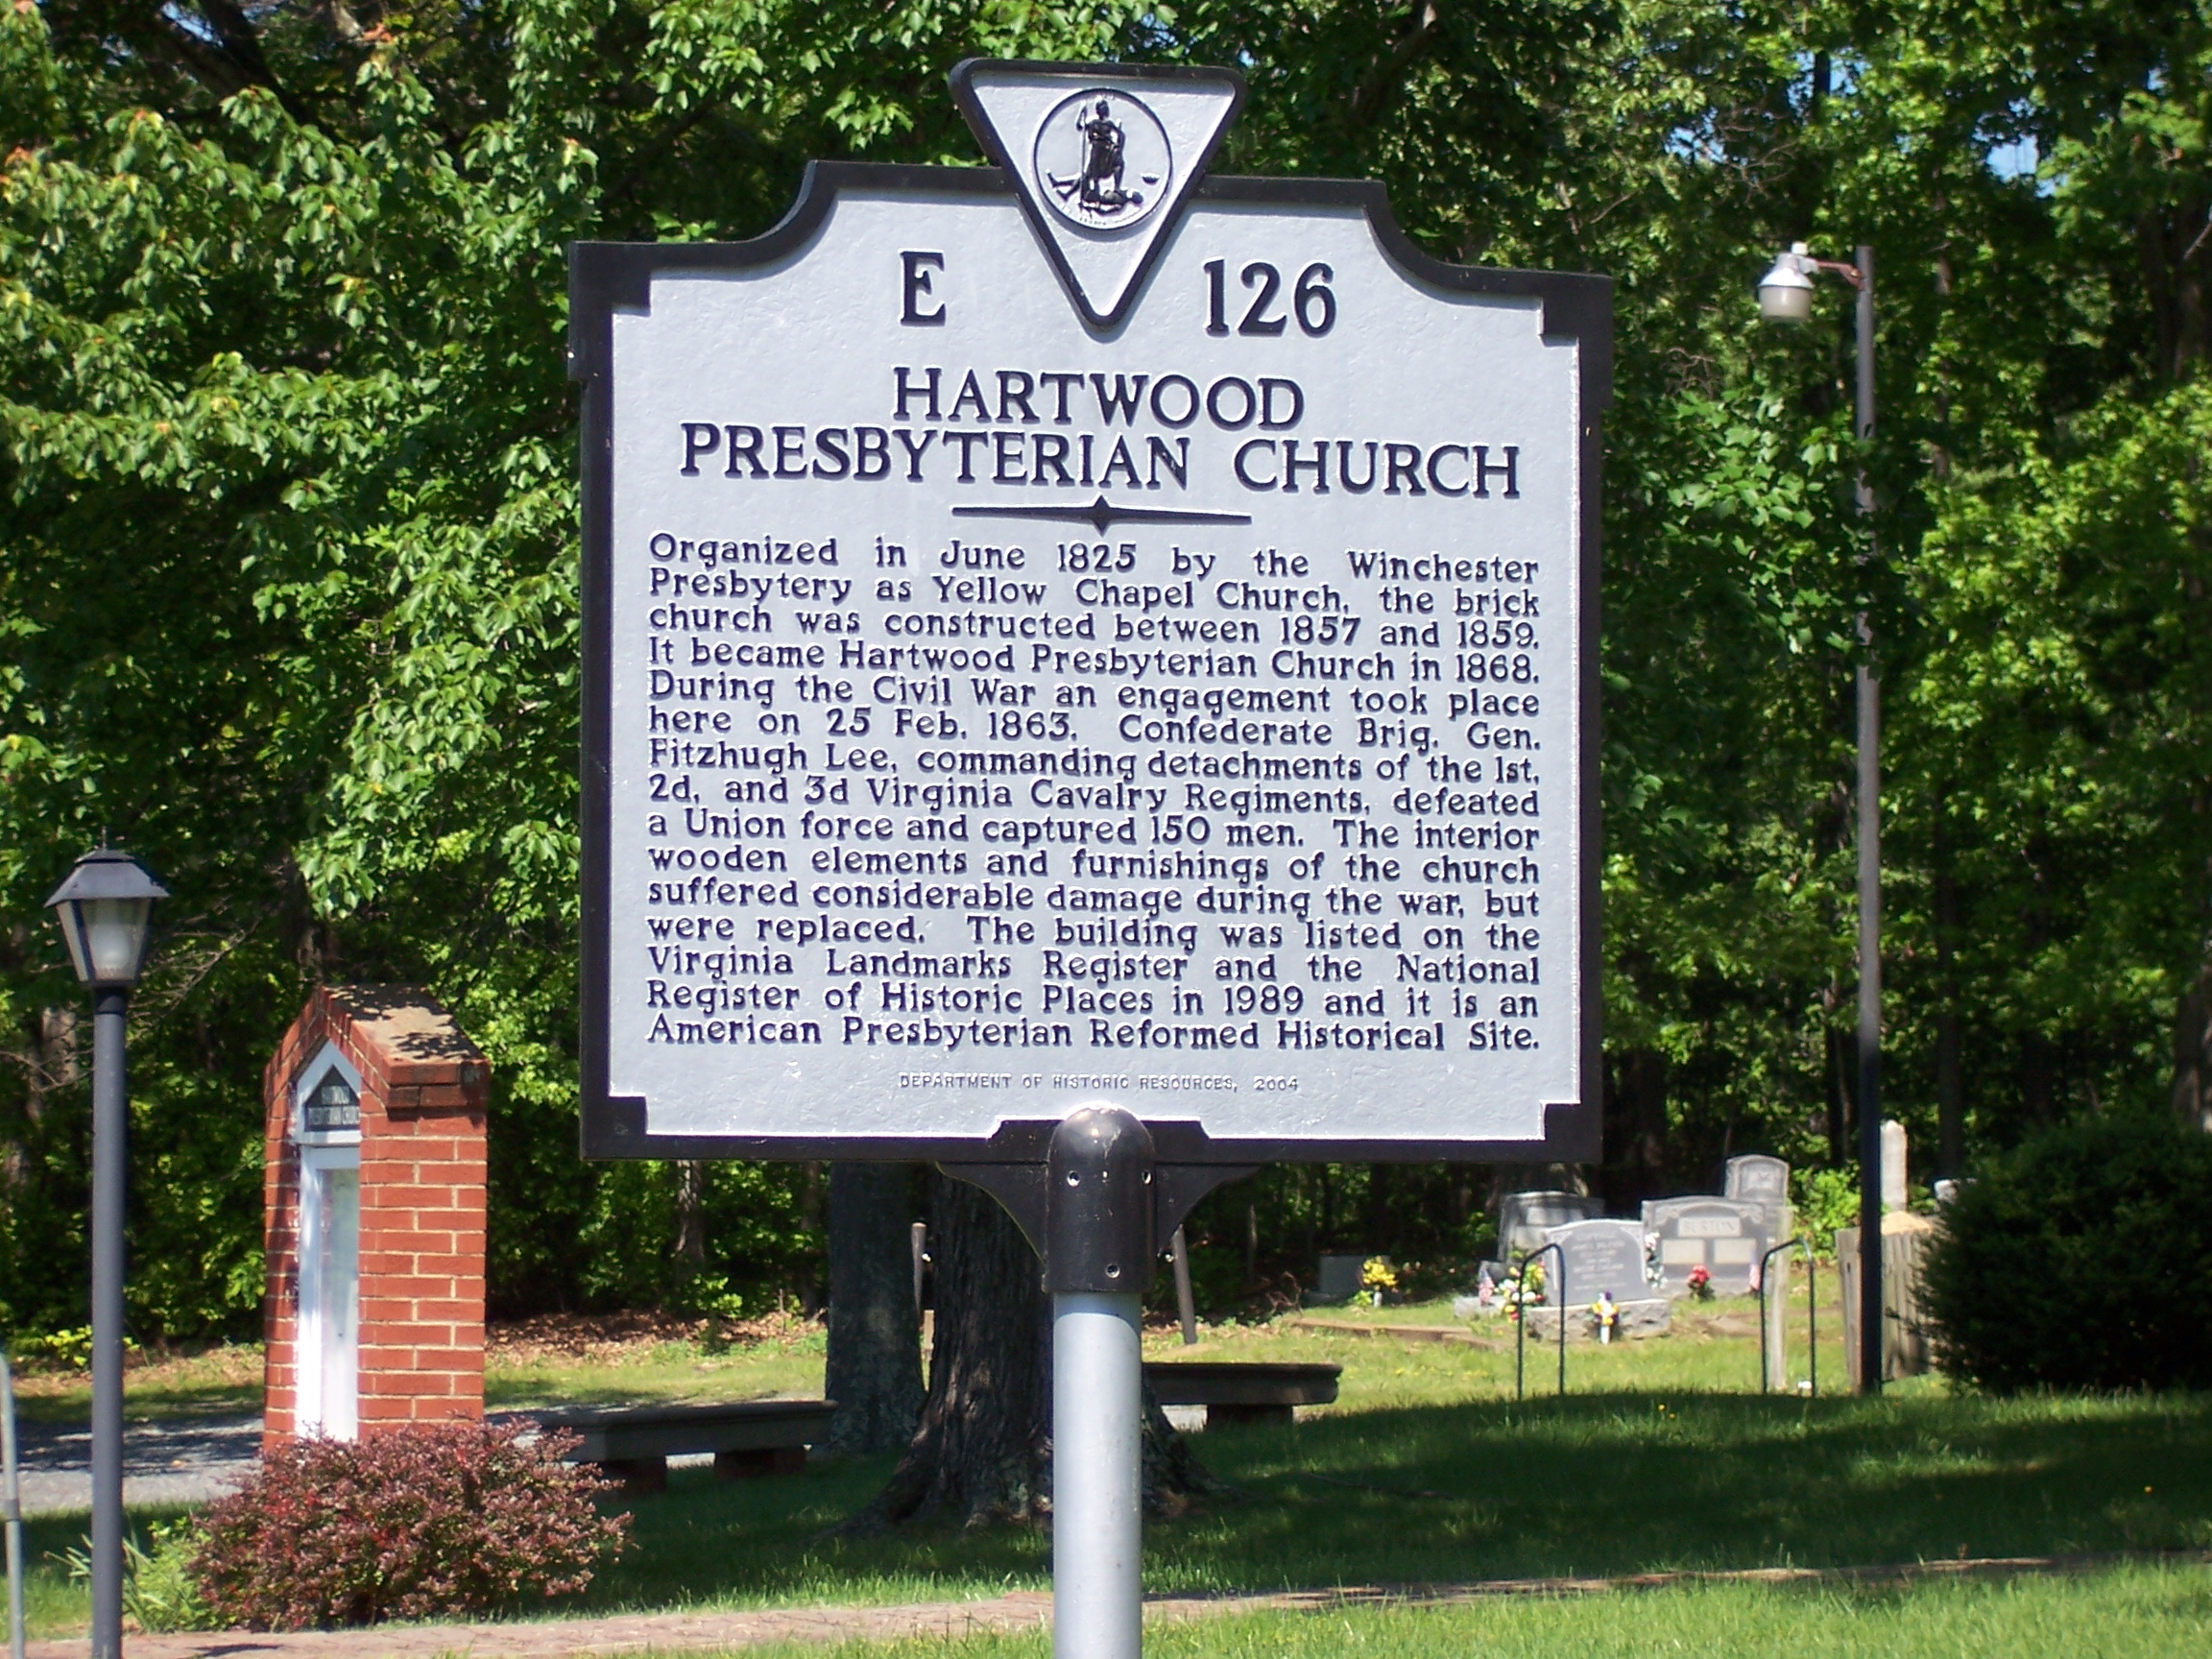 E 126
HARTWOOD
PRESBYTERIAN CHURCH
Organized in June 1825 by the Winchester
Presbytery as Yellow Chapel Church, the brick
church was constructed between 1857 and 1859.
It became Hartwood Presbyterian Church in 1868.
During the Civil War an engagement took place
here on 25 Feb. 1863. Confederate Brig. Gen.
Fitzhugh Lee, commanding detachments of the 1st,
2d, and 3d Virginia Cavalry Regiments, defeated
a Union force and captured 150 men. The interior
wooden elements and furnishings of the church
suffered considerable damage during the war, but
were replaced. The building was listed on the
Virginia Landmarks Register and the National
Register of Historic Places in 1989 and it is an
American Presbyterian Reformed Historical Site.
DEPARTMENT OF HISTORIC RESOURCES, 2004
BURTON